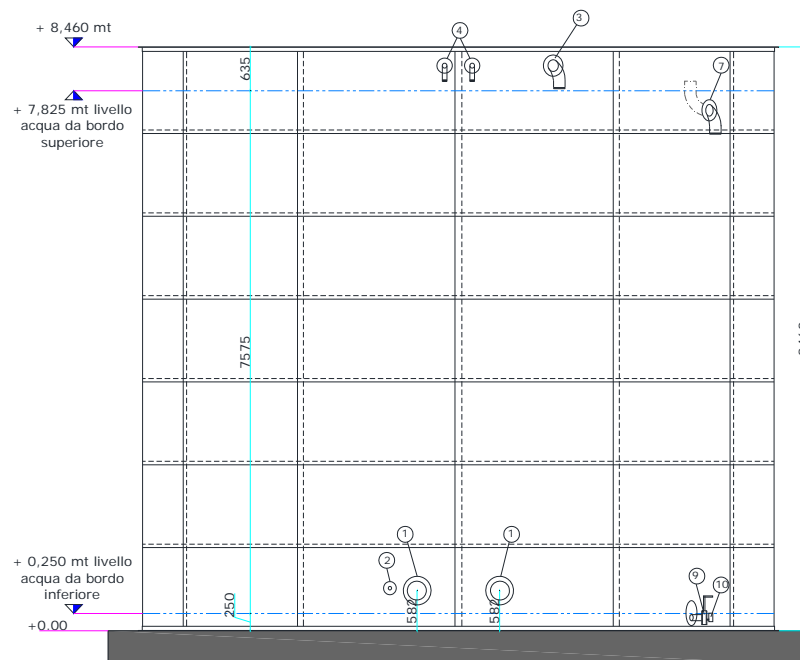 + 8,460 mt
4
3
635
7
+ 7,825 mt livello
acqua da bordo
superiore
7575
1
1
2
+ 0,250 mt livello
acqua da bordo
inferiore
9
10
250
582
582
+0.00